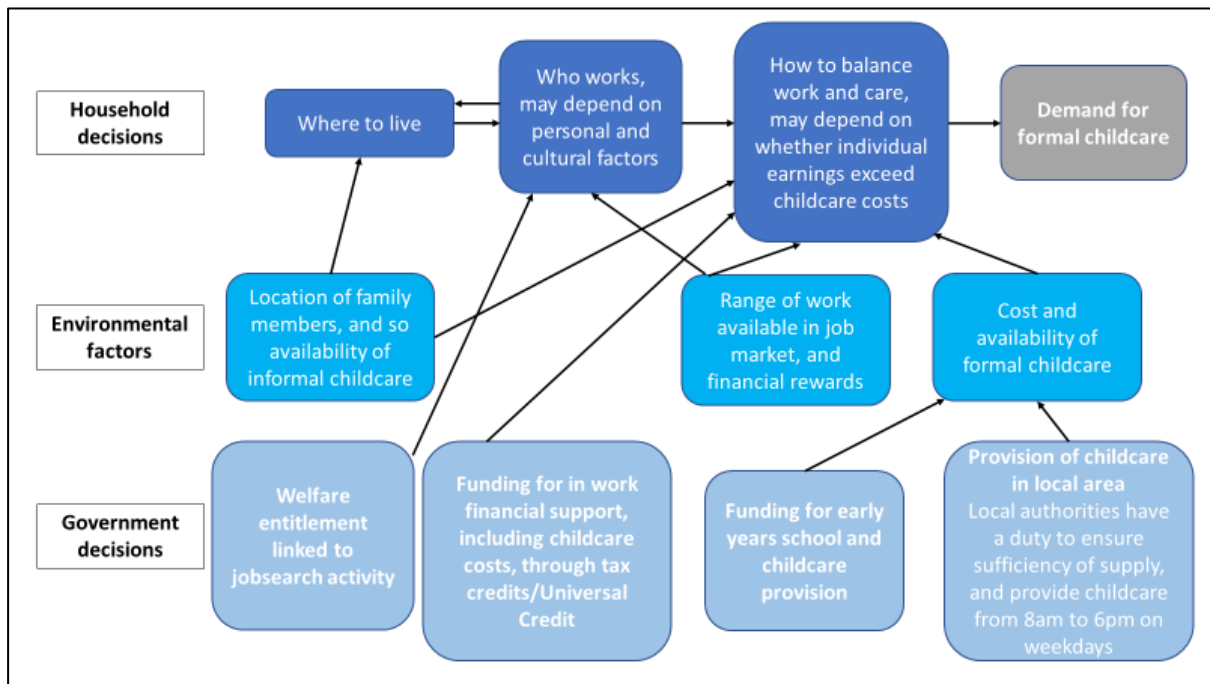 Household
decisions
Where to live
Who works,
may depend on
personal and
cultural factors
How to balance
work and care,
may depend on
whether individual
earnings exceed
childcare costs
Demand for
formal childcare
Environmental
factors
Location of family
members, and so
availability of
informal childcare
Range of work
available in job
market, and
financial rewards
Cost and
availability of
formal childcare
Government
decisions
Welfare
entitlement
linked to
jobsearch activity
Funding for in work
financial support,
including childcare
costs, through tax
credits/Universal
Credit
Funding for early
years school and
childcare
provision
Provision of childcare
in local area
Local authorities have
a duty to ensure
sufficiency of supply,
and provide childcare
from 8am to 6pm on
weekdays